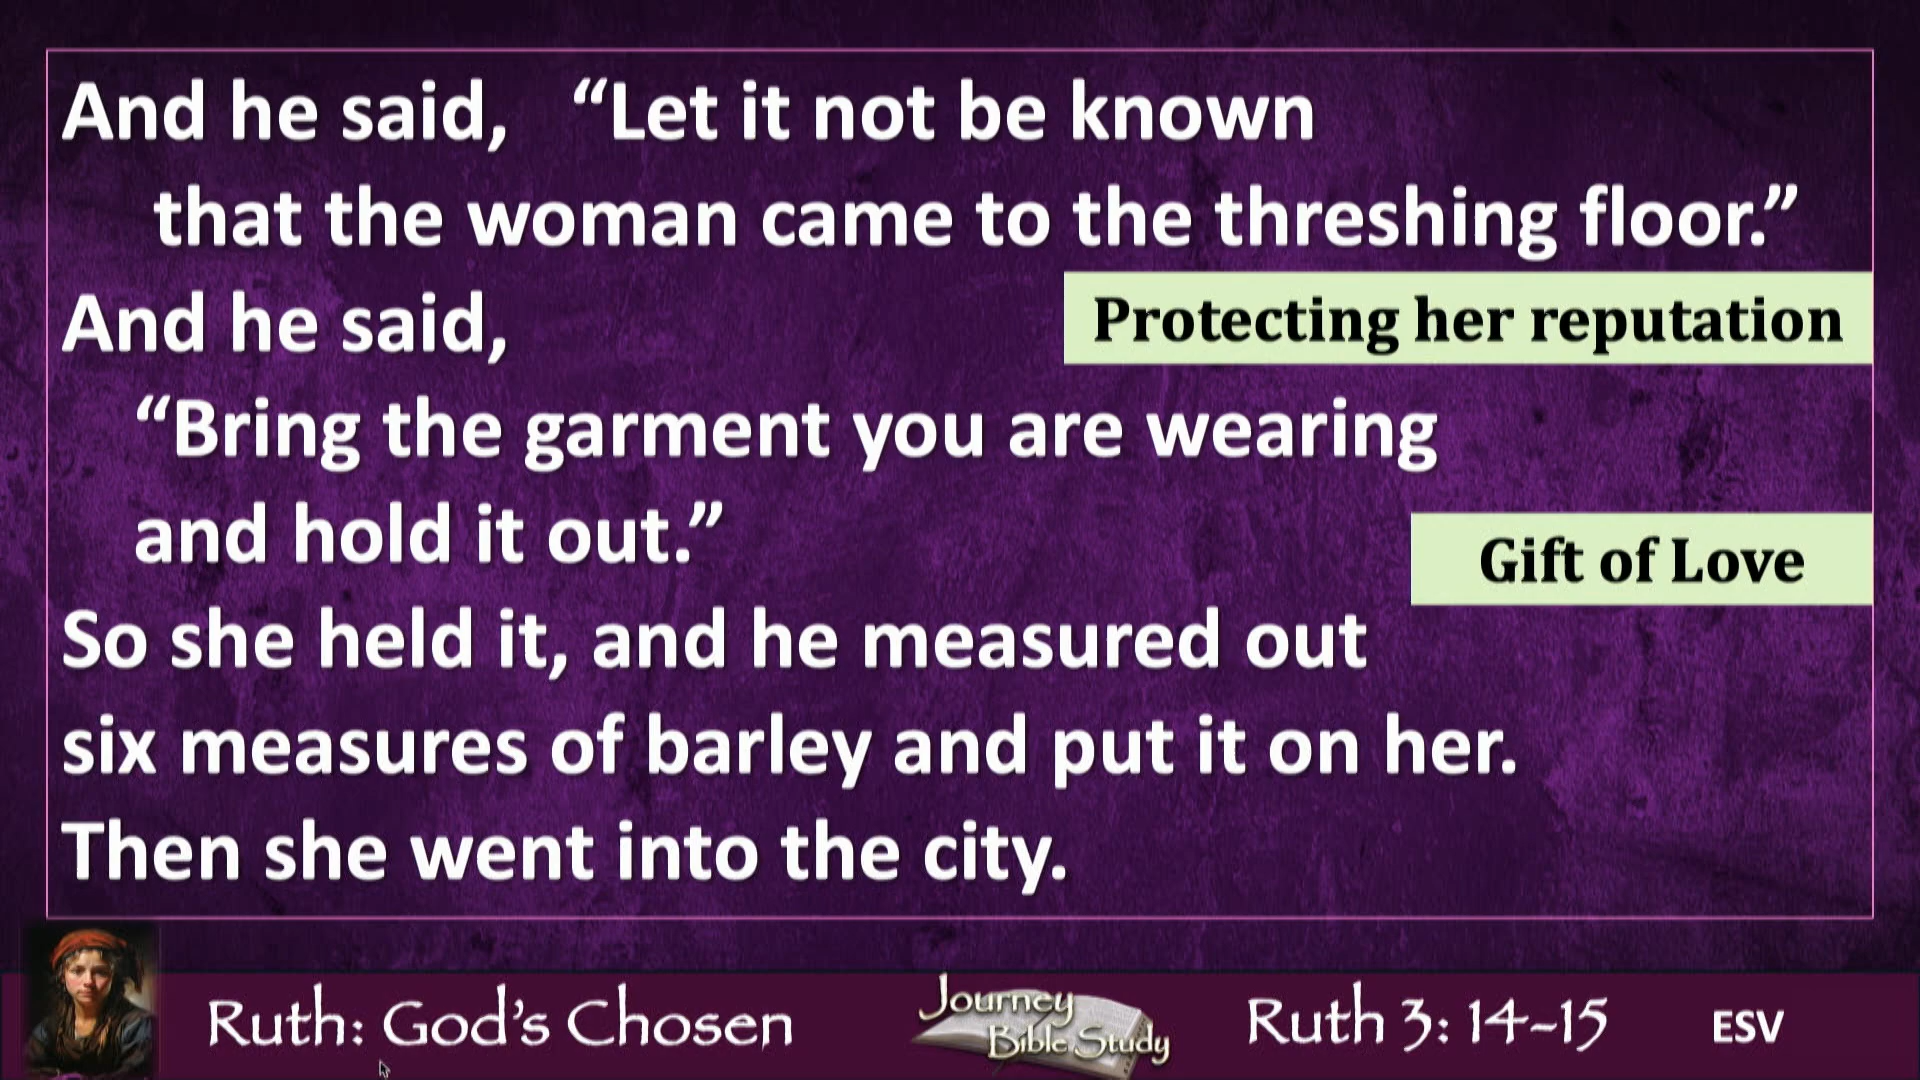 And he said, “Let it not be known
that the woman came to the threshing floor.”
Protecting her reputation
And he said,
“Bring the garment you are wearing
and hold it out.”
Gift of Love
So she held it, and he measured out
six measures of barley and put it on her.
Then she went into the city.
Ruth: God's Chosen
Journey
Bible Study
Ruth 3: 14-15
ESV